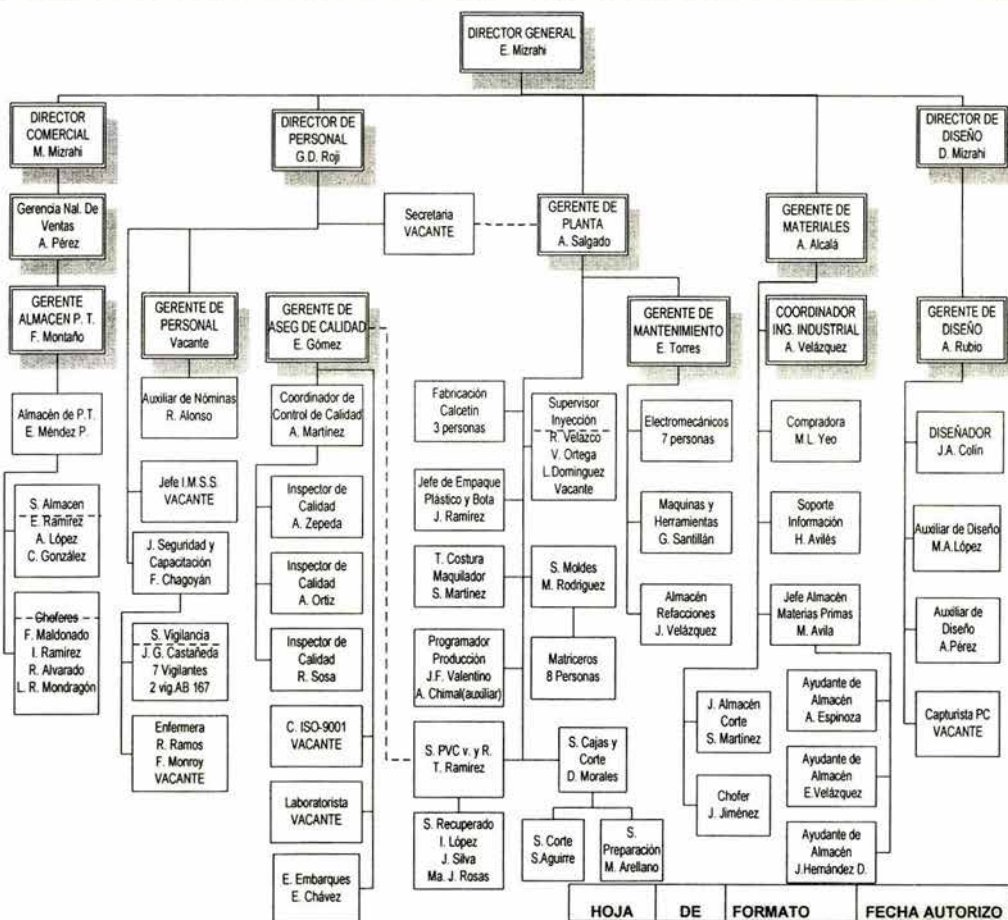 DIRECTOR GENERAL
E. Mizrahi
DIRECTOR
COMERCIAL
M. Mizrahi
DIRECTOR DE
PERSONAL
G.D. Roji
DIRECTOR DE
DISEÑO
D. Mizrahi
Gerencia Nal. De
Ventas
A. Pérez
Secretaria
VACANTE
GERENTE DE
PLANTA
A. Salgado
GERENTE DE
MATERIALES
A. Alcalá
GERENTE
ALMACEN P. T.
F. Montaño
GERENTE DE
PERSONAL
Vacante
GERENTE DE
ASEG DE CALIDAD
E. Gómez
GERENTE DE
MANTENIMIENTO
E. Torres
COORDINADOR
ING. INDUSTRIAL
A. Velázquez
GERENTE DE
DISEÑO
A. Rubio
Almacén de P.T.
E. Méndez P.
Auxiliar de Nóminas
R. Alonso
Coordinador de
Control de Calidad
A. Martínez
Fabricación
Calcetin
3 personas
Supervisor
Inyección
R. Velazco
V. Ortega
L.Dominguez
Vacante
Electromecánicos
7 personas
Compradora
M.L. Yeo
DISEÑADOR
J.A. Colín
S. Almacen
E. Ramírez
A. López
C. González
Jefe I.M.S.S.
VACANTE
Inspector de
Calidad
A. Zepeda
Jefe de Empaque
Plástico y Bota
J. Ramírez
Maquinas y
Herramientas
G. Santillán
Soporte
Información
H. Avilés
Auxiliar de Diseño
M.A.López
J. Seguridad y
Capacitación
F. Chagoyán
Inspector de
Calidad
A. Ortiz
T. Costura
Maquilador
S. Martinez
S. Moldes
M. Rodriguez
Almacén
Refacciones
J. Velázquez
Jefe Almacén
Materias Primas
M. Avila
Auxiliar de
Diseño
A.Pérez
Choferes
F. Maldonado
I. Ramírez
R. Alvarado
L. R. Mondragón
S. Vigilancia
J. G. Castañeda
7 Vigilantes
2 vig.AB 167
Inspector de
Calidad
R. Sosa
Programador
Producción
J.F. Valentino
A. Chimal(auxiliar)
Matriceros
8 Personas
J. Almacén
Corte
S. Martínez
Ayudante de
Almacén
A. Espinoza
Capturista PC
VACANTE
Enfermera
R. Ramos
F. Monroy
VACANTE
C. ISO-9001
VACANTE
S. PVC v. y R.
T. Ramírez
S. Cajas y
Corte
D. Morales
Chofer
J. Jiménez
Ayudante de
Almacén
E.Velázquez
Laboratorista
VACANTE
S. Recuperado
I. López
J. Silva
Ma. J. Rosas
S. Corte
S.Aguirre
S.
Preparación
M. Arellano
Ayudante de
Almacén
J.Hernández D.
E. Embarques
E. Chávez
HOJA DE FORMATO FECHA AUTORIZO